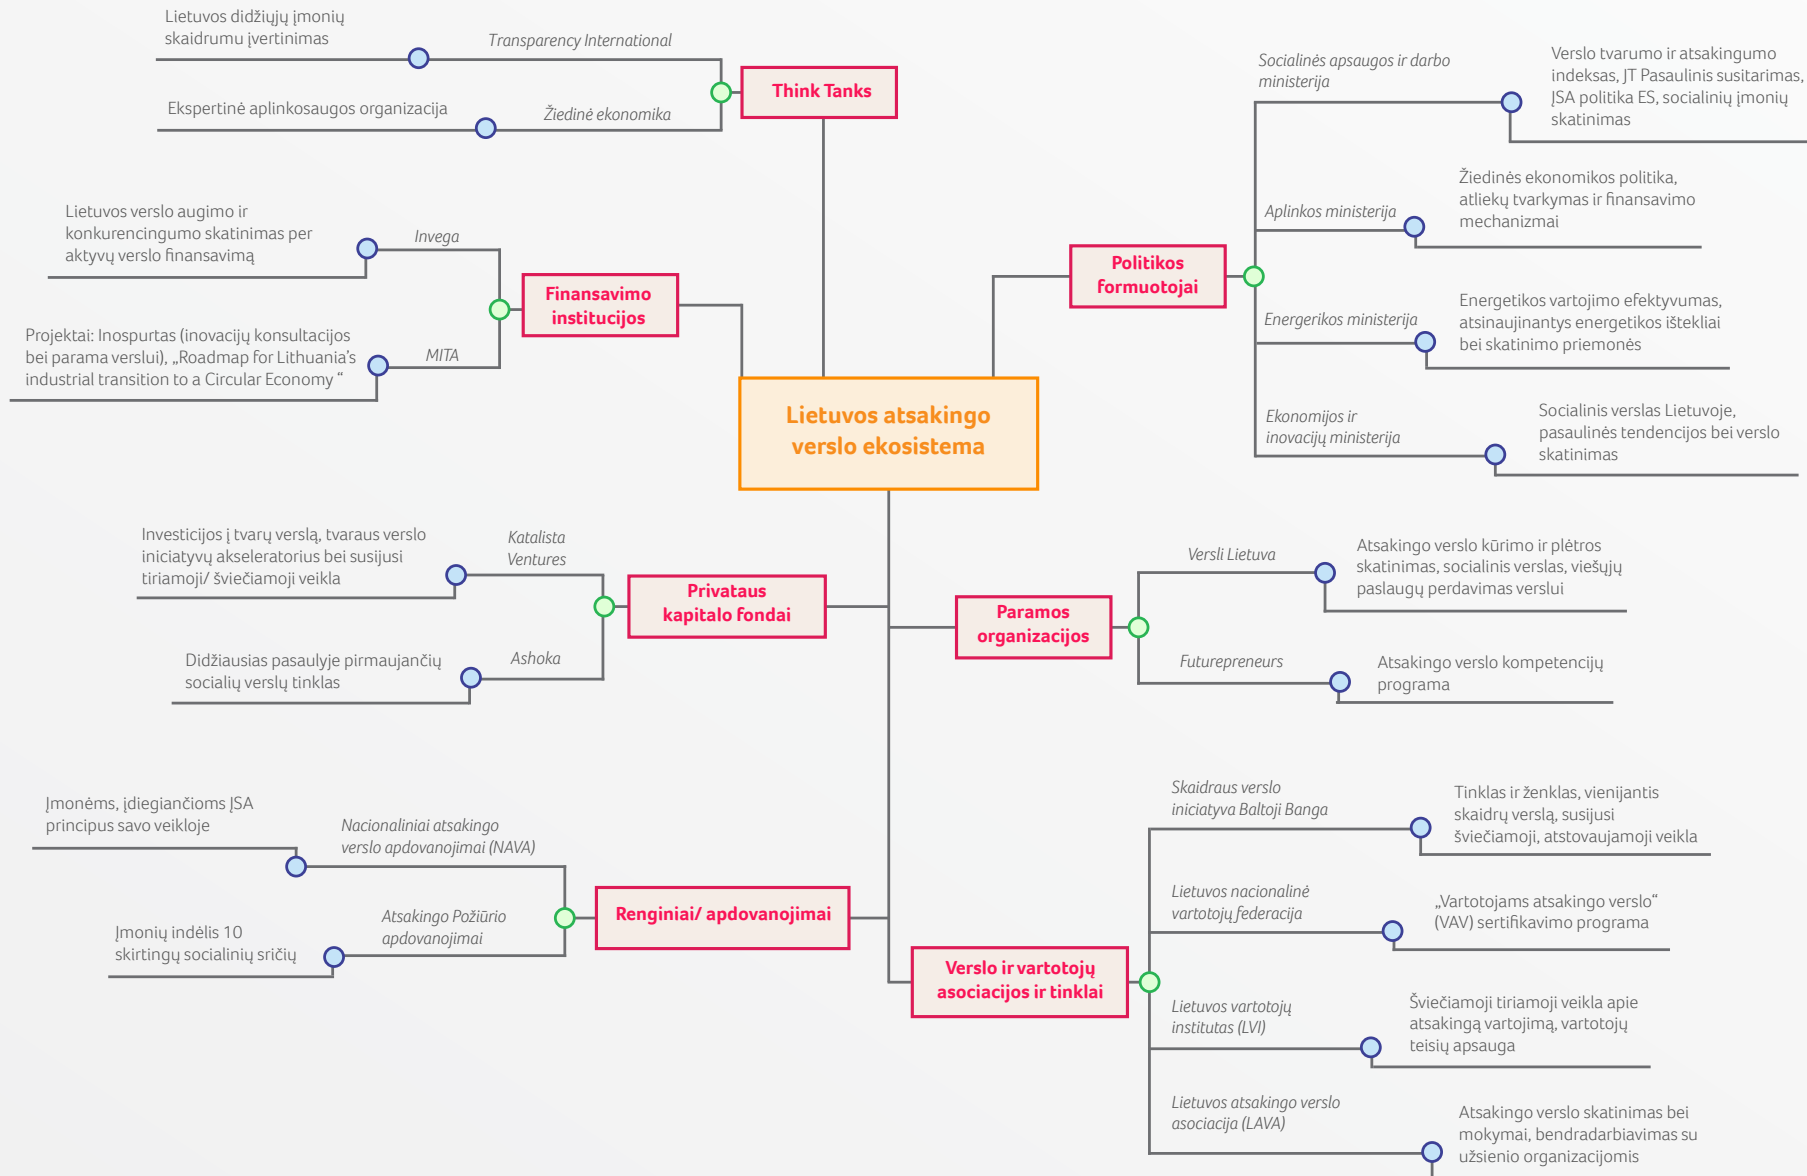 Lietuvos didžiųjų įmonių
skaidrumu įvertinimas
Transparency International
Think Tanks
Ekspertinė aplinkosaugos organizacija
Žiedinė ekonomika
Socialinės apsaugos ir darbo
ministerija
Verslo tvarumo ir atsakingumo
indeksas, JT Pasaulinis susitarimas,
ĮSA politika ES, socialinių įmonių
skatinimas
Aplinkos ministerija
Žiedinės ekonomikos politika,
atliekų tvarkymas ir finansavimo
mechanizmai
Politikos
formuotojai
Energerikos ministerija
Energetikos vartojimo efektyvumas,
atsinaujinantys energetikos ištekliai
bei skatinimo priemonės
Ekonomijos ir
inovacijų ministerija
Socialinis verslas Lietuvoje,
pasaulinės tendencijos bei verslo
skatinimas
Lietuvos verslo augimo ir
konkurencingumo skatinimas per
aktyvų verslo finansavimą
Invega
Finansavimo
institucijos
Projektai: Inospurtas (inovacijų konsultacijos
bei parama verslui), „Roadmap for Lithuania's
industrial transition to a Circular Economy “
MITA
Lietuvos atsakingo
verslo ekosistema
Investicijos į tvarų verslą, tvaraus verslo
iniciatyvų akseleratorius bei susijusi
tiriamoji/ šviečiamoji veikla
Katalista
Ventures
Privataus
kapitalo fondai
Didžiausias pasaulyje pirmaujančių
socialių verslų tinklas
Ashoka
Versli Lietuva
Atsakingo verslo kūrimo ir plėtros
skatinimas, socialinis verslas, viešųjų
paslaugų perdavimas verslui
Paramos
organizacijos
Futurepreneurs
Atsakingo verslo kompetencijų
programa
Įmonėms, įdiegiančioms ĮSA
principus savo veikloje
Nacionaliniai atsakingo
verslo apdovanojimai (NAVA)
Renginiai/ apdovanojimai
Įmonių indėlis 10
skirtingų socialinių sričių
Atsakingo Požiūrio
apdovanojimai
Skaidraus verslo
iniciatyva Baltoji Banga
Tinklas ir ženklas, vienijantis
skaidrų verslą, susijusi
šviečiamoji, atstovaujamoji veikla
Lietuvos nacionalinė
vartotojų federacija
„Vartotojams atsakingo verslo“
(VAV) sertifikavimo programa
Verslo ir vartotojų
asociacijos ir tinklai
Lietuvos vartotojų
institutas (LVI)
Šviečiamoji tiriamoji veikla apie
atsakingą vartojimą, vartotojų
teisių apsauga
Lietuvos atsakingo verslo
asociacija (LAVA)
Atsakingo verslo skatinimas bei
mokymai, bendradarbiavimas su
užsienio organizacijomis